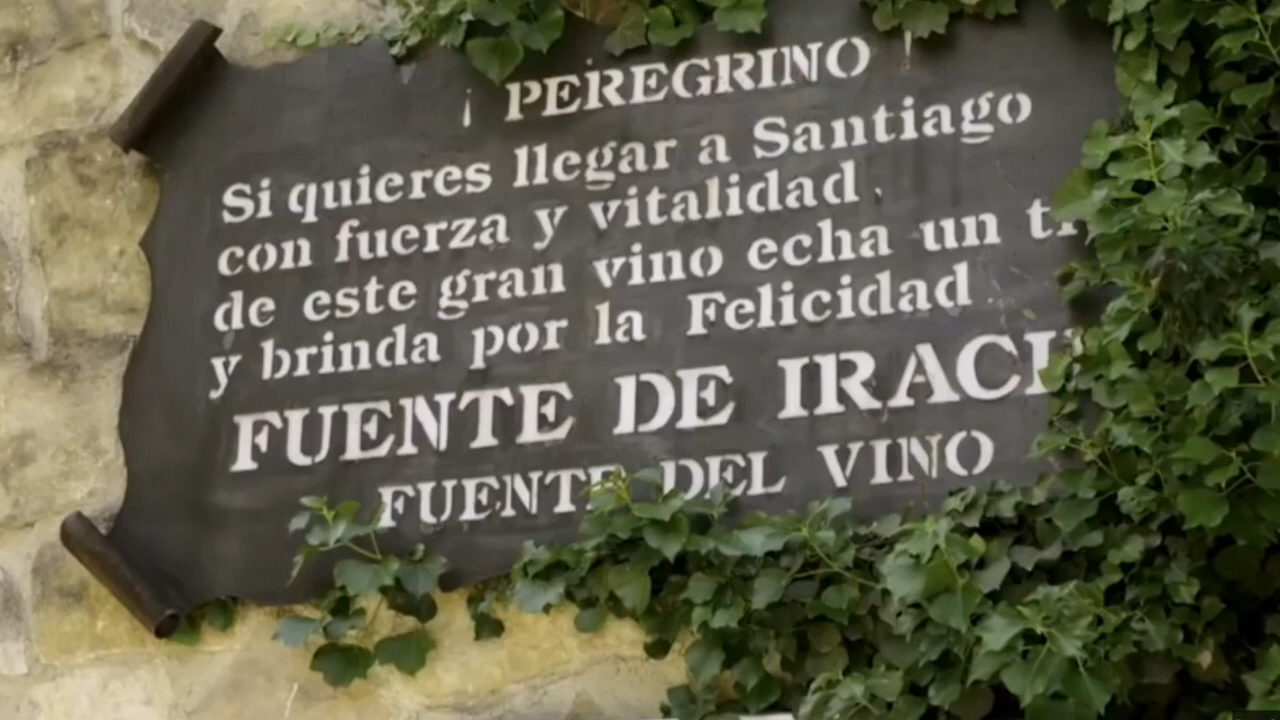 ¡ PEREGRINO
Si quieres llegar a Santiago
con fuerza y vitalidad,
de este gran vino echa un
y brinda por la Felicidad.
FUENTE DE
FUENTE DEL VINO